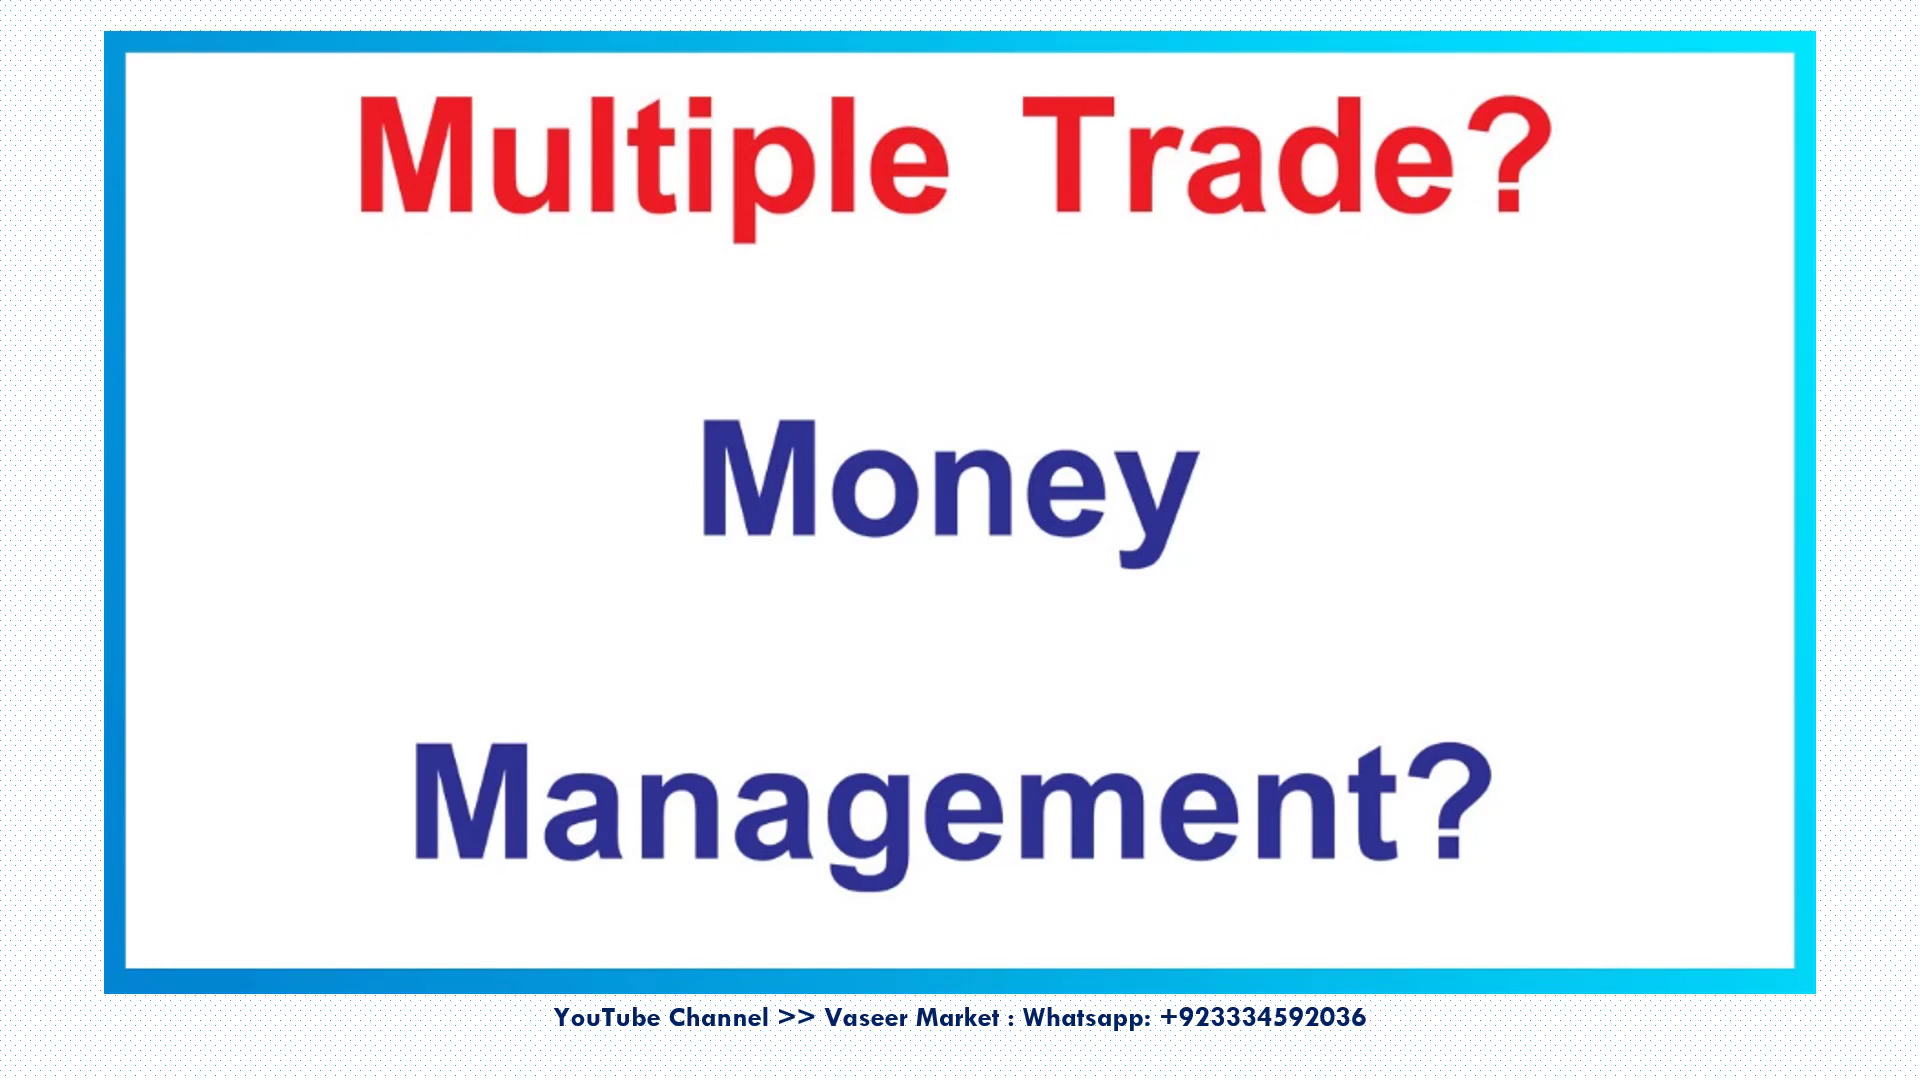 Multiple Trade?
Money
Management?
YouTube Channel >> Vaseer Market : Whatsapp: +923334592036